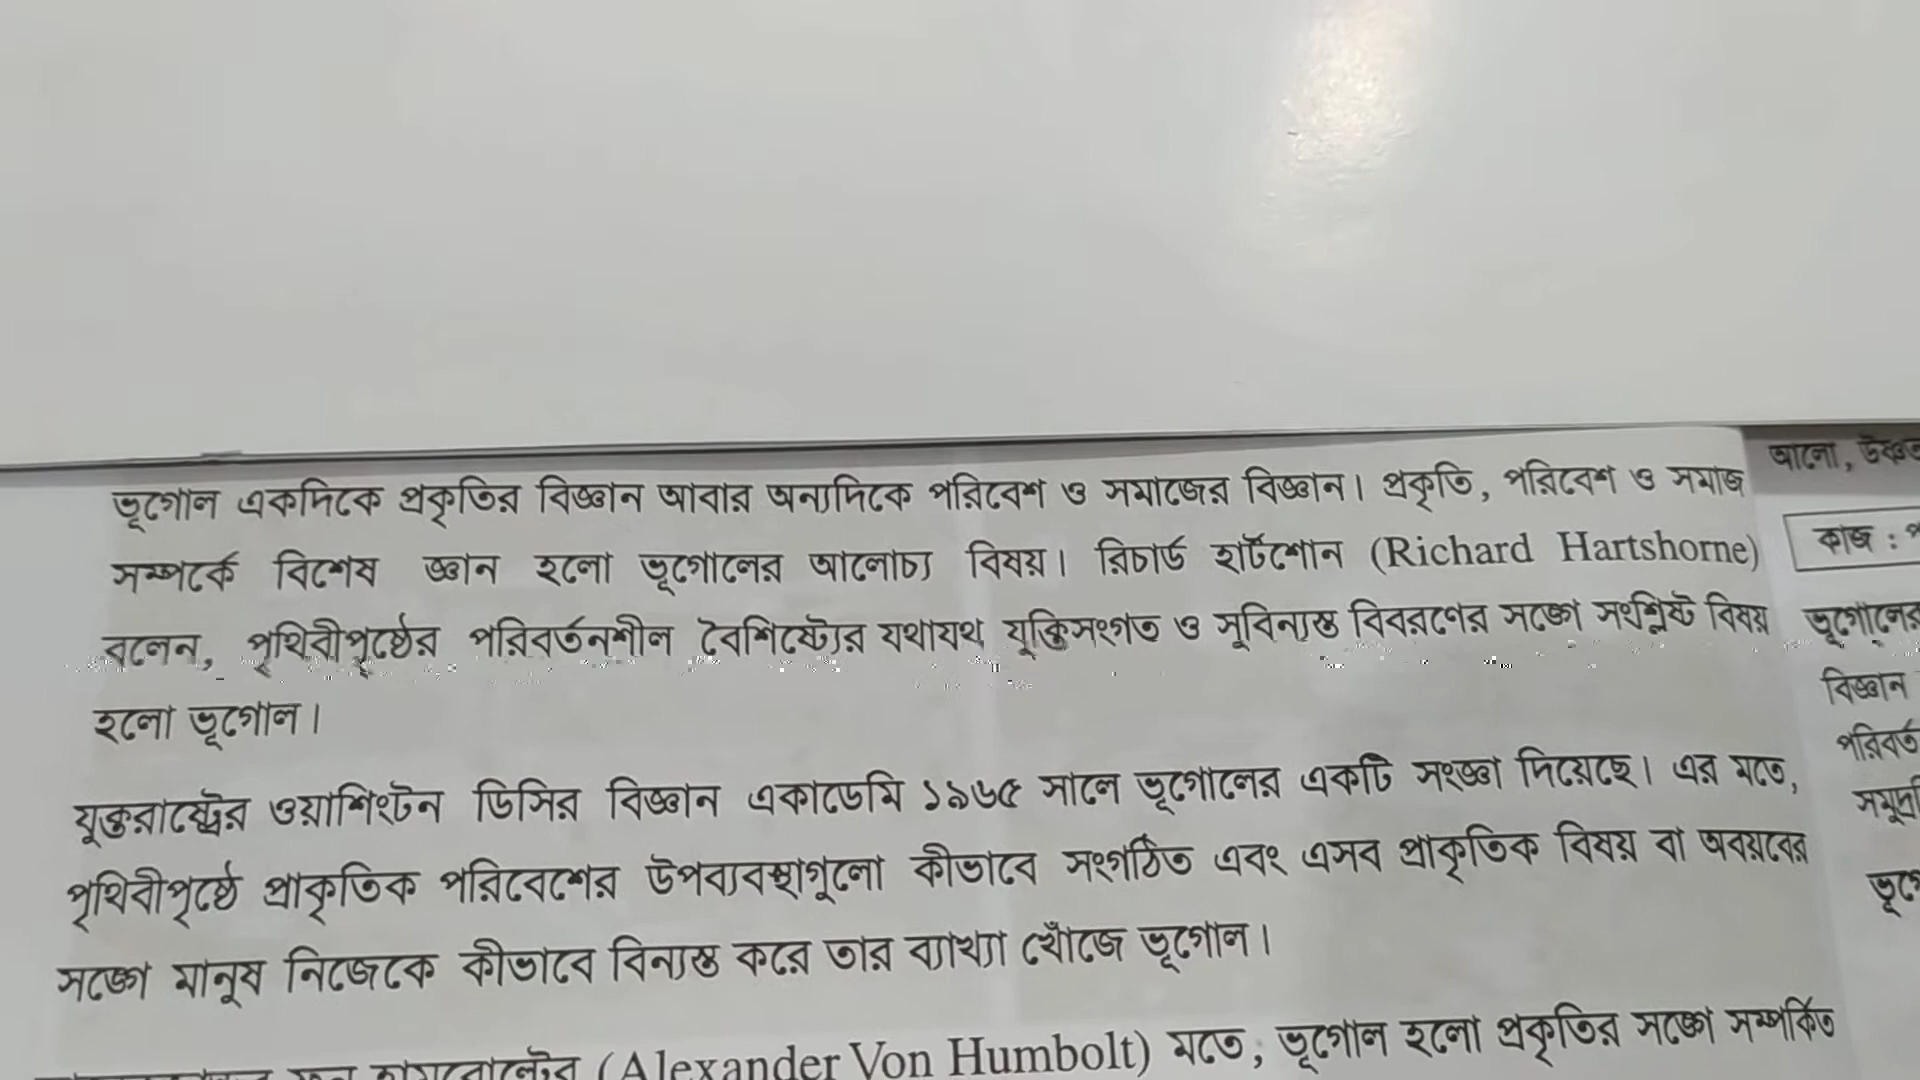 ভূগোল একদিকে প্রকৃতির বিজ্ঞান আবার অন্যদিকে পরিবেশ ও সমাজের বিজ্ঞান। প্রকৃতি, পরিবেশ ও সমাজ
সম্পর্কে বিশেষ জ্ঞান হলো ভূগোলের আলোচ্য বিষয়। রিচার্ড হার্টশোন (Richard Hartshorne)
বলেন, পৃথিবীপৃষ্ঠের পরিবর্তনশীল বৈশিষ্ট্যের যথাযথ যুক্তিসংগত ও সুবিন্যস্ত বিবরণের সঙ্গে সংশ্লিষ্ট বিষয়
হলো ভূগোল।
যুক্তরাষ্ট্রের ওয়াশিংটন ডিসির বিজ্ঞান একাডেমি ১৯৬৫ সালে ভূগোলের একটি সংজ্ঞা দিয়েছে। এর মতে,
পৃথিবীপৃষ্ঠে প্রাকৃতিক পরিবেশের উপব্যবস্থাগুলো কীভাবে সংগঠিত এবং এসব প্রাকৃতিক বিষয় বা অবয়বের
সঙ্গে মানুষ নিজেকে কীভাবে বিন্যস্ত করে তার ব্যাখ্যা খোঁজে ভূগোল।
(Alexander Von Humbolt) মতে, ভূগোল হলো প্রকৃতির সঙ্গে সম্পর্কিত
আলো,
কাজ :
ভূগোলের
বিজ্ঞান